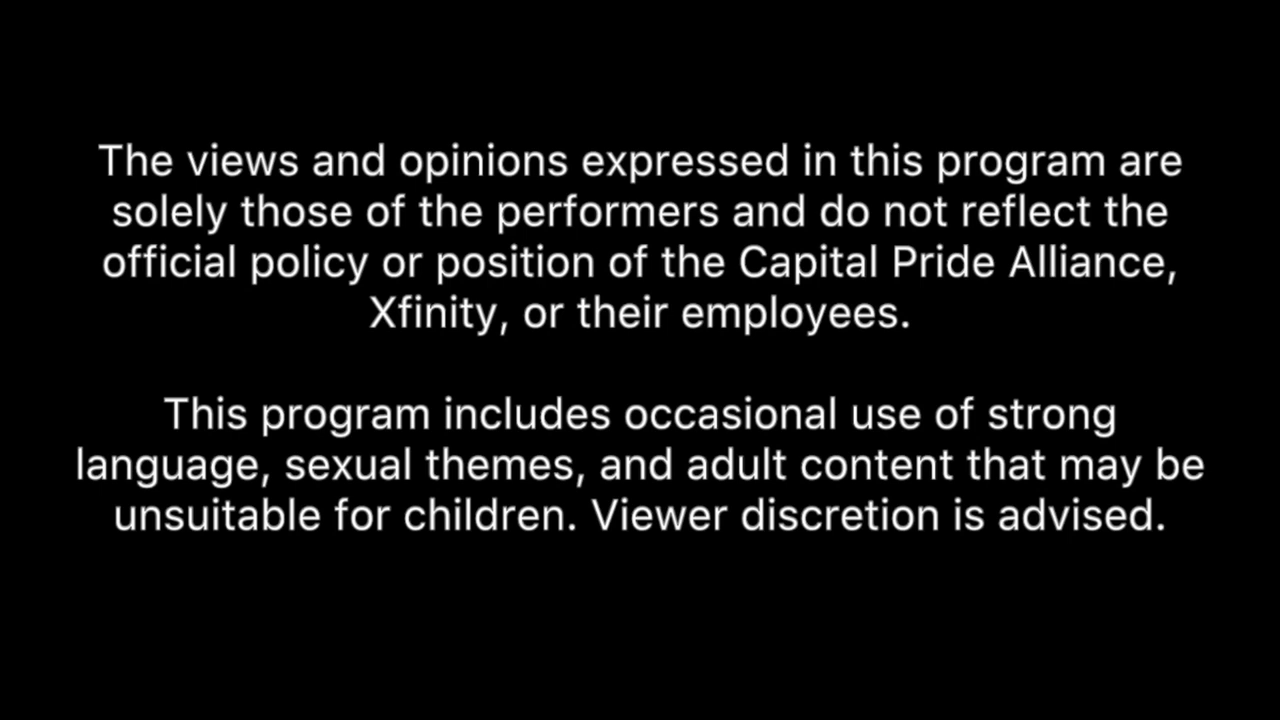 The views and opinions expressed in this program are
solely those of the performers and do not reflect the
official policy or position of the Capital Pride Alliance,
Xfinity, or their employees.
This program includes occasional use of strong
language, sexual themes, and adult content that may be
unsuitable for children. Viewer discretion is advised.